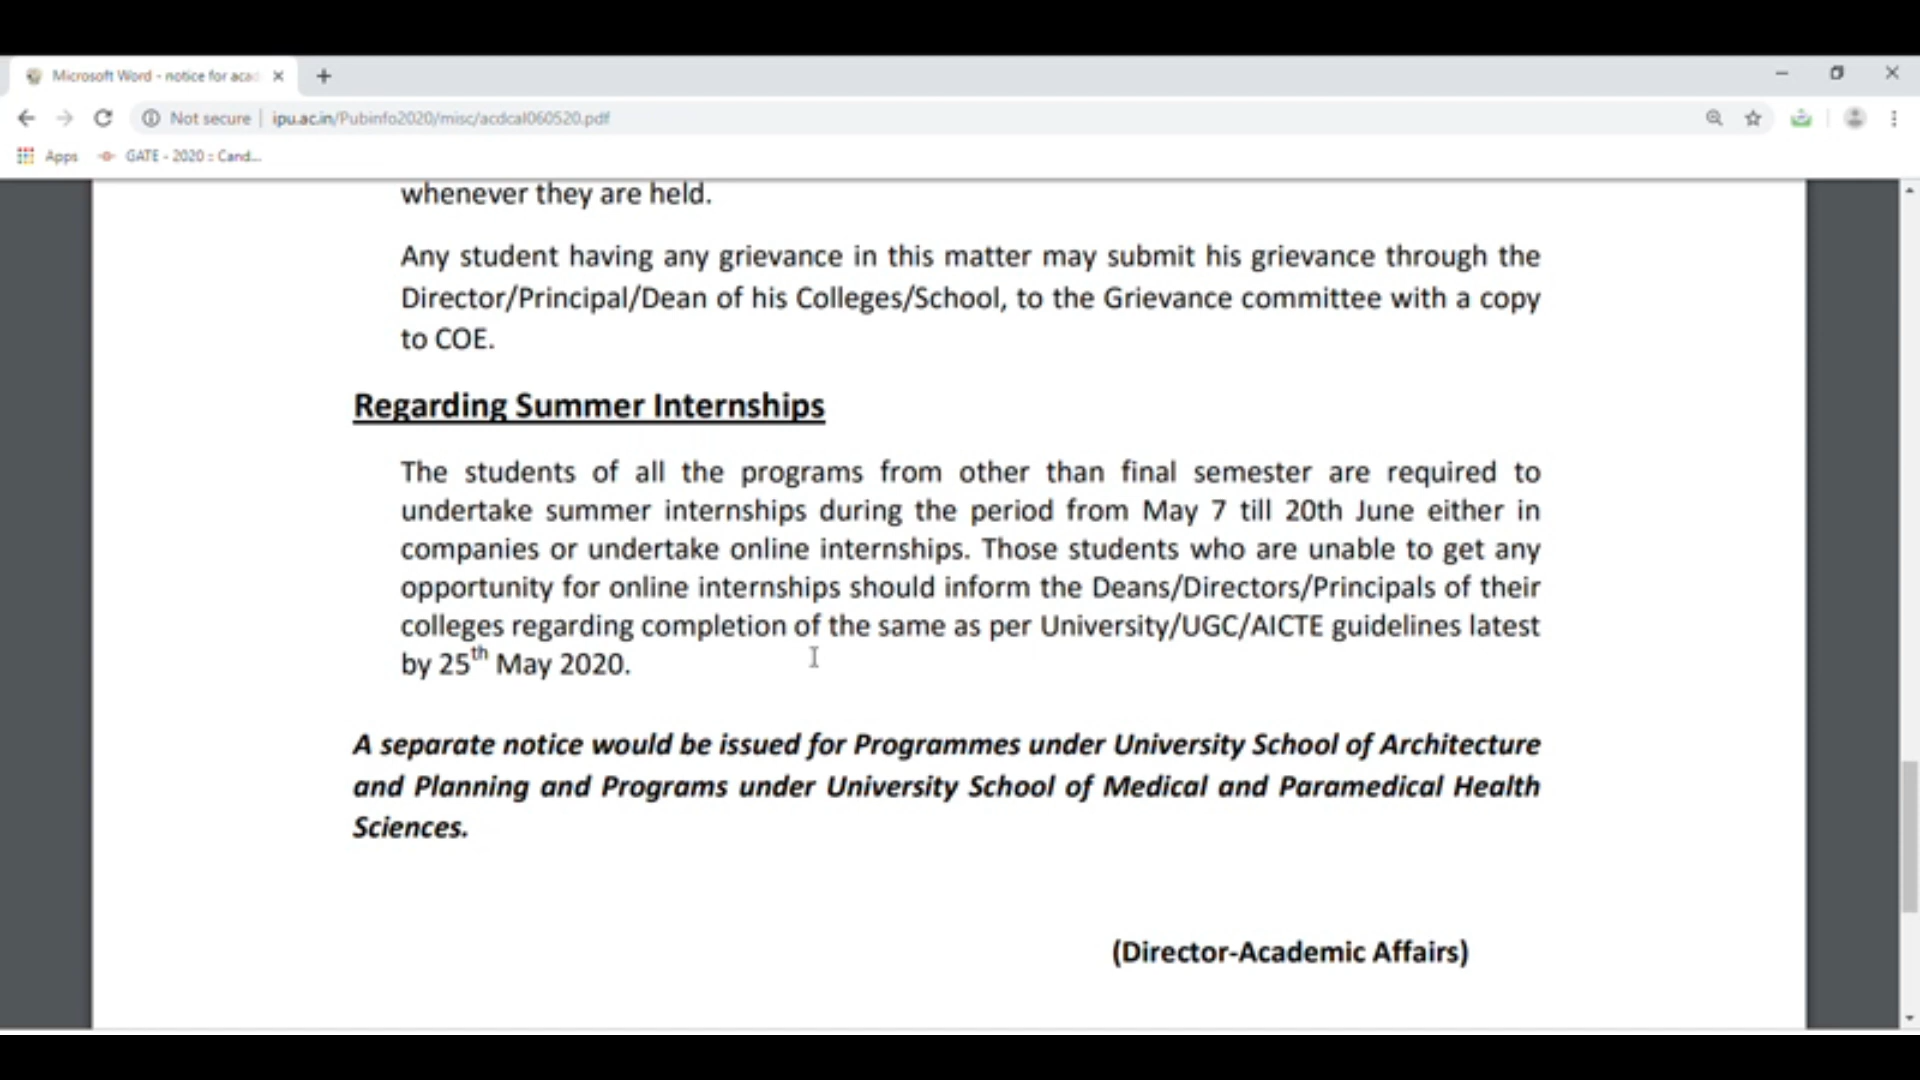 Microsoft Word - notice for acad
Not secure | ipu.ac.in/Pubinfo2020/misc/acdcal060520.pdf
Apps GATE - 2020 :: Cand...
whenever they are held.
Any student having any grievance in this matter may submit his grievance through the
Director/Principal/Dean of his Colleges/School, to the Grievance committee with a copy
to COE.
Regarding Summer Internships
The students of all the programs from other than final semester are required to
undertake summer internships during the period from May 7 till 20th June either in
companies or undertake online internships. Those students who are unable to get any
opportunity for online internships should inform the Deans/Directors/Principals of their
colleges regarding completion of the same as per University/UGC/AICTE guidelines latest
by 25th May 2020.
A separate notice would be issued for Programmes under University School of Architecture
and Planning and Programs under University School of Medical and Paramedical Health
Sciences.
(Director-Academic Affairs)